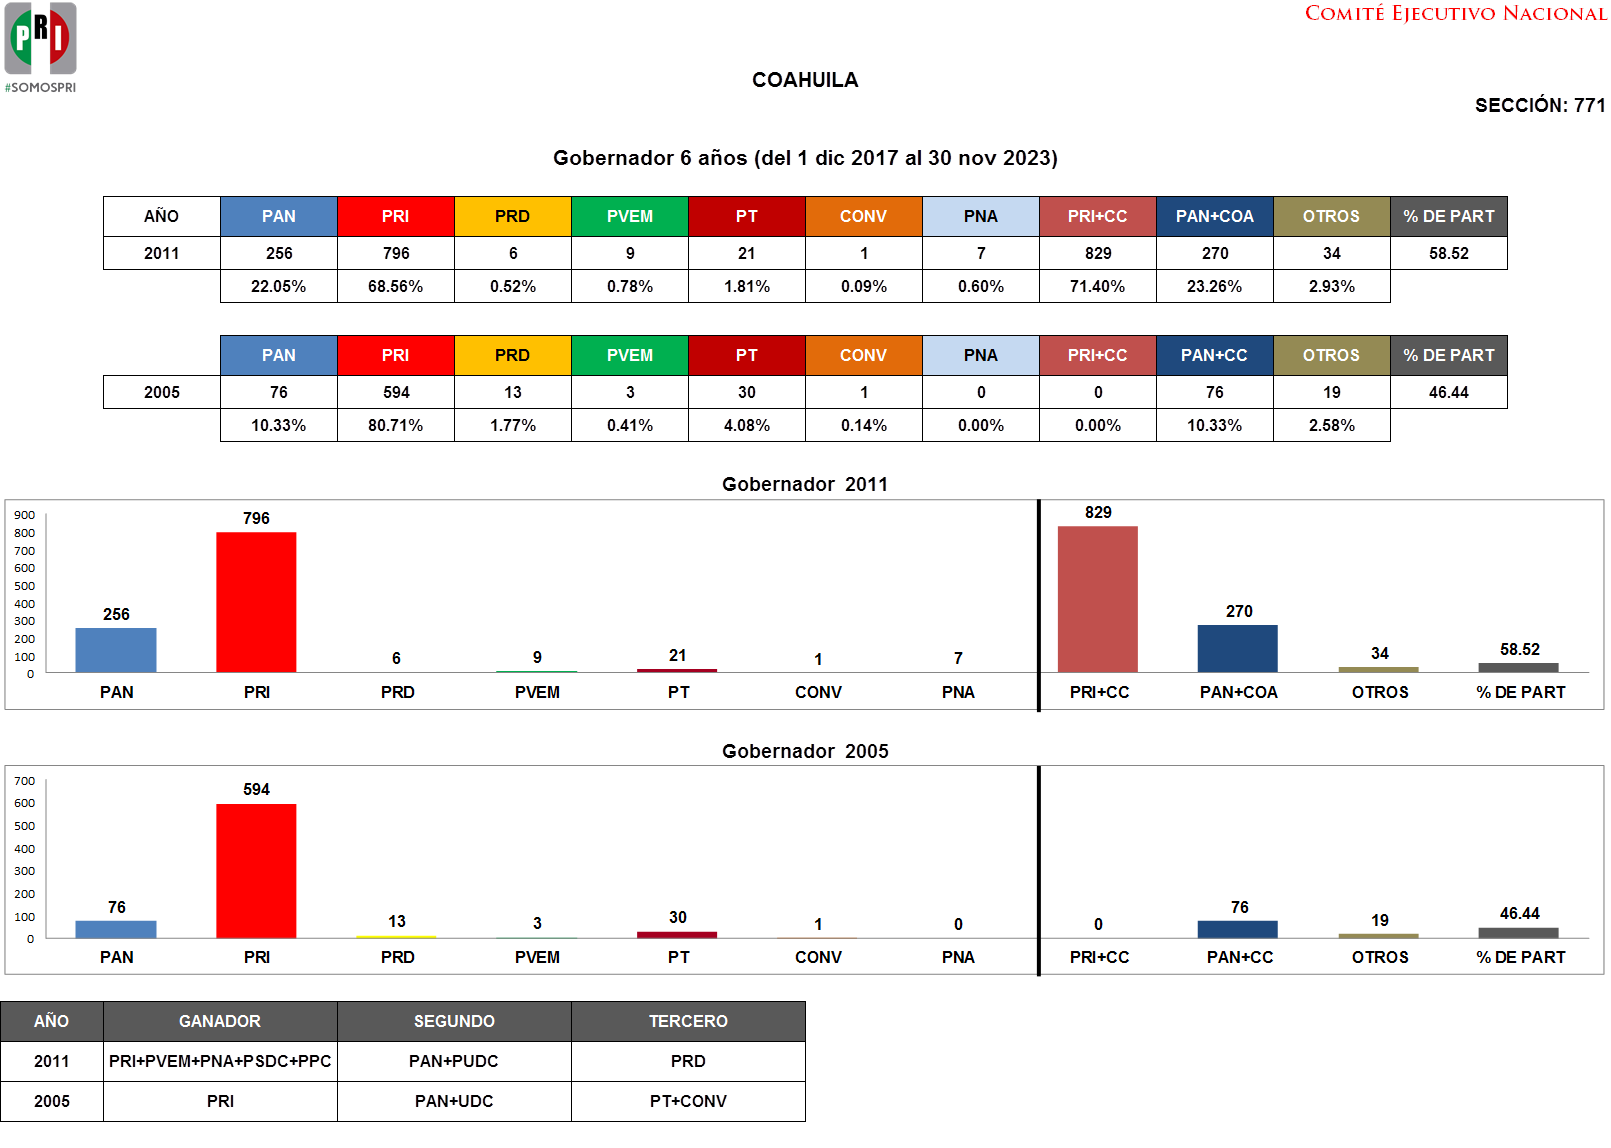 PRI
#SOMOSPRI
COMITÉ EJECUTIVO NACIONAL
COAHUILA
SECCIÓN: 771
Gobernador 6 años (del 1 dic 2017 al 30 nov 2023)
AÑO PAN PRI PRD PVEM PT CONV PNA PRI+CC PAN+COA OTROS % DE PART
2011 256 796 6 9 21 1 7 829 270 34 58.52
22.05% 68.56% 0.52% 0.78% 1.81% 0.09% 0.60% 71.40% 23.26% 2.93%
PAN PRI PRD PVEM PT CONV PNA PRI+CC PAN+CC OTROS % DE PART
2005 76 594 13 3 30 1 0 0 76 19 46.44
10.33% 80.71% 1.77% 0.41% 4.08% 0.14% 0.00% 0.00% 10.33% 2.58%
Gobernador 2011
900
800
700
600
500
400
300
200
100
0
256 796 6 9 21 1 7 829 270 34 58.52
PAN PRI PRD PVEM PT CONV PNA PRI+CC PAN+COA OTROS % DE PART
Gobernador 2005
700
600
500
400
300
200
100
0
76 594 13 3 30 1 0 0 76 19 46.44
PAN PRI PRD PVEM PT CONV PNA PRI+CC PAN+CC OTROS % DE PART
AÑO GANADOR SEGUNDO TERCERO
2011 PRI+PVEM+PNA+PSDC+PPC PAN+PUDC PRD
2005 PRI PAN+UDC PT+CONV